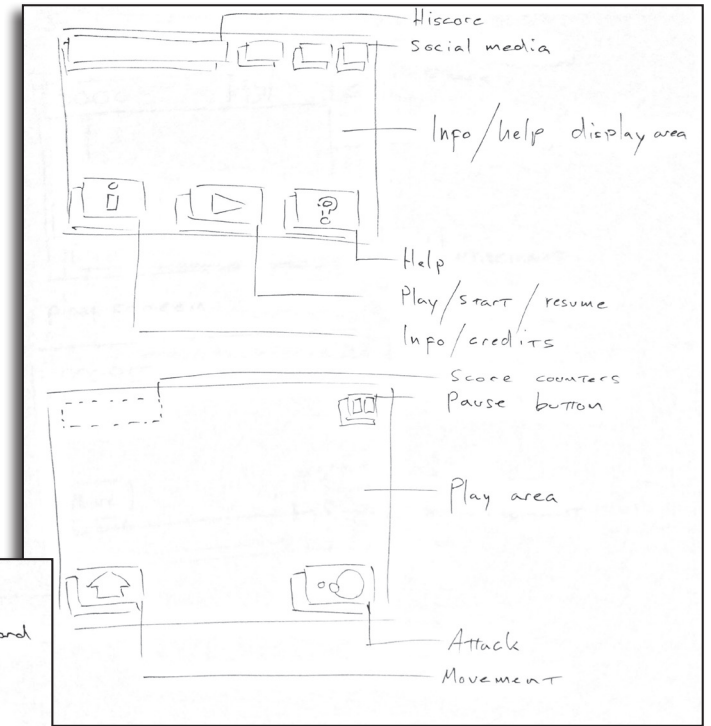 Hiscore
Social media
Info/help display area
Help
Play/start/resume
Info/credits
Score counters
Pause button
Play area
Attack
Movement